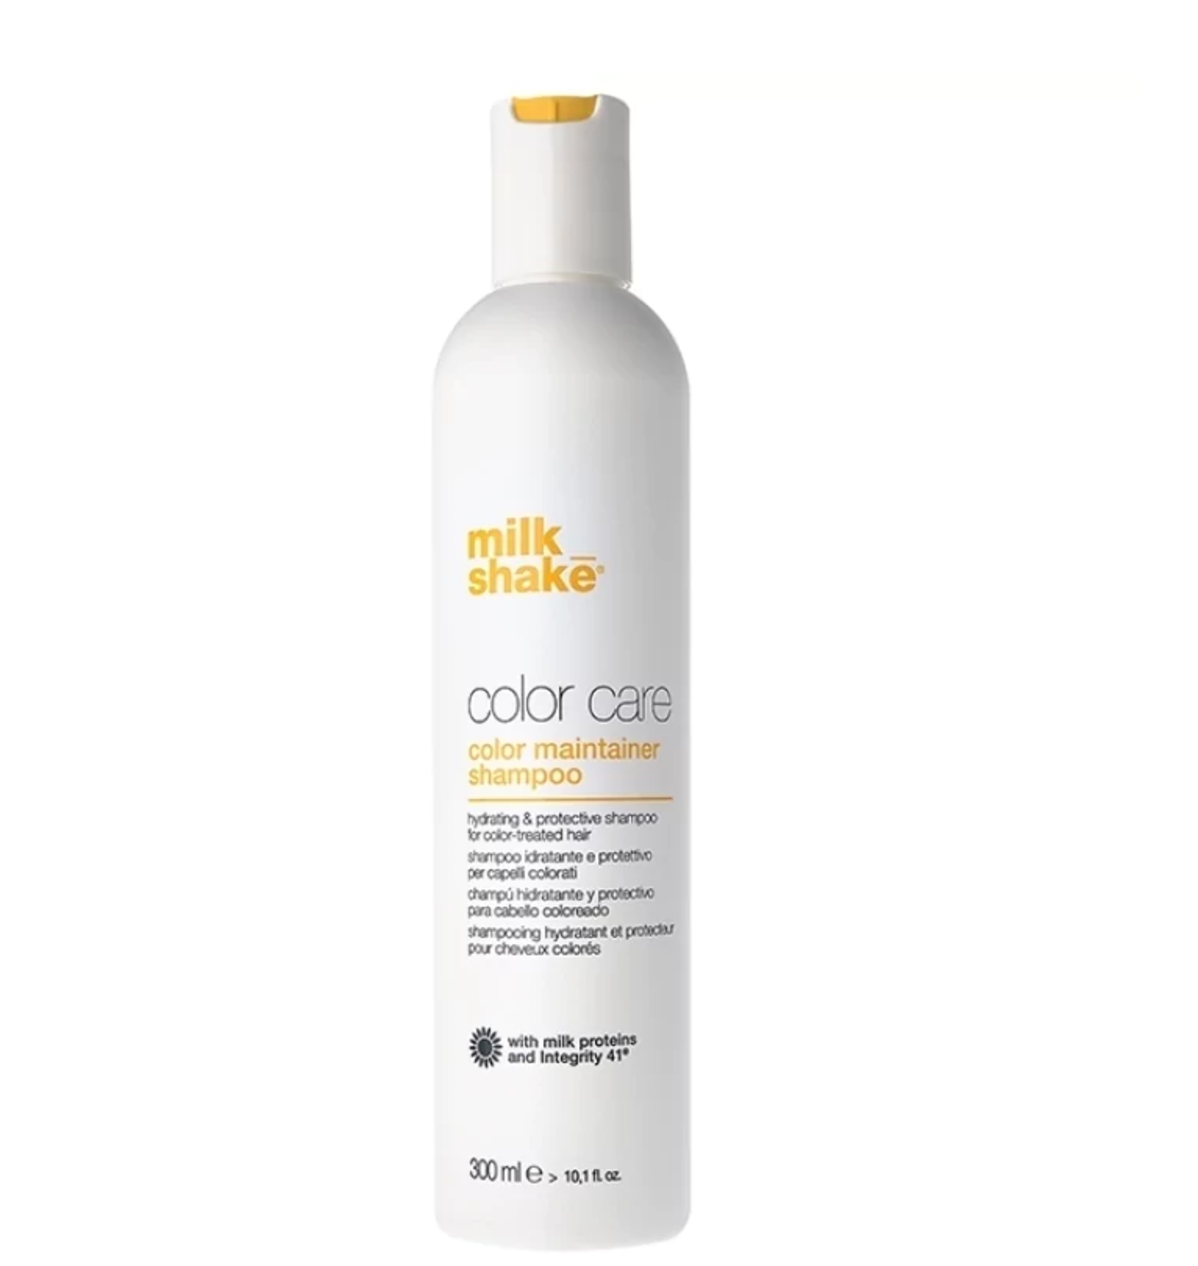 milk_
shake®
color care
color maintainer
shampoo
hydrating & protective shampoo
for color-treated hair
shampoo idratante e protettivo
per capelli colorati
champú hidratante y protectivo
para cabello coloreado
shampooing hydratant et protecteur
pour cheveux colorés
with milk proteins
and Integrity 41®
300 ml ℮ > 10,1 fl. oz.